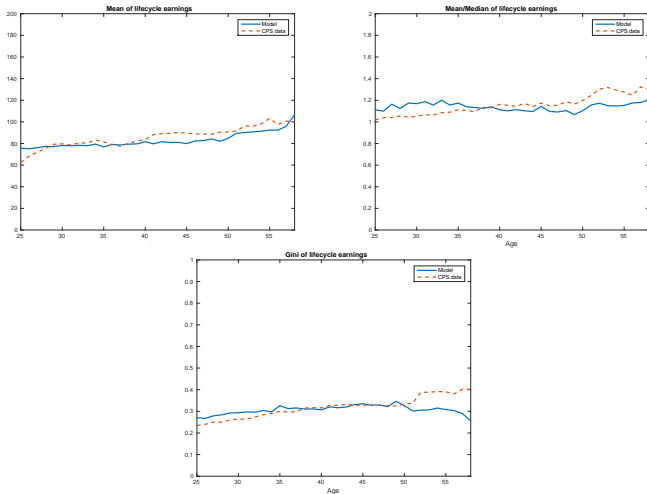 Mean of lifecycle earnings
200
180
160
140
120
100
80
60
40
20
0
25 30 35 40 45 50 55
Model
CPS data
Mean/Median of lifecycle earnings
2
1.8
1.6
1.4
1.2
1
0.8
0.6
0.4
0.2
0
25 30 35 40 45 50 55
Age
Model
CPS data
Gini of lifecycle earnings
1
0.9
0.8
0.7
0.6
0.5
0.4
0.3
0.2
0.1
0
25 30 35 40 45 50 55
Age
Model
CPS data